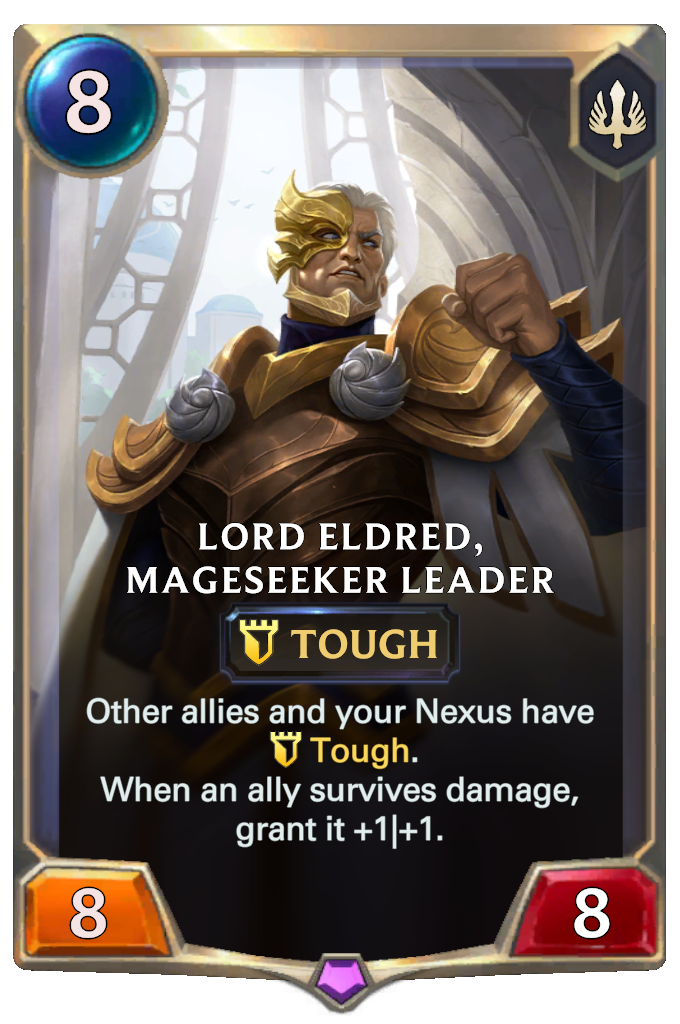 8
LORD ELDRED,
MAGESEEKER LEADER
TOUGH
Other allies and your Nexus have
Tough.
When an ally survives damage,
grant it +1|+1.
8 8